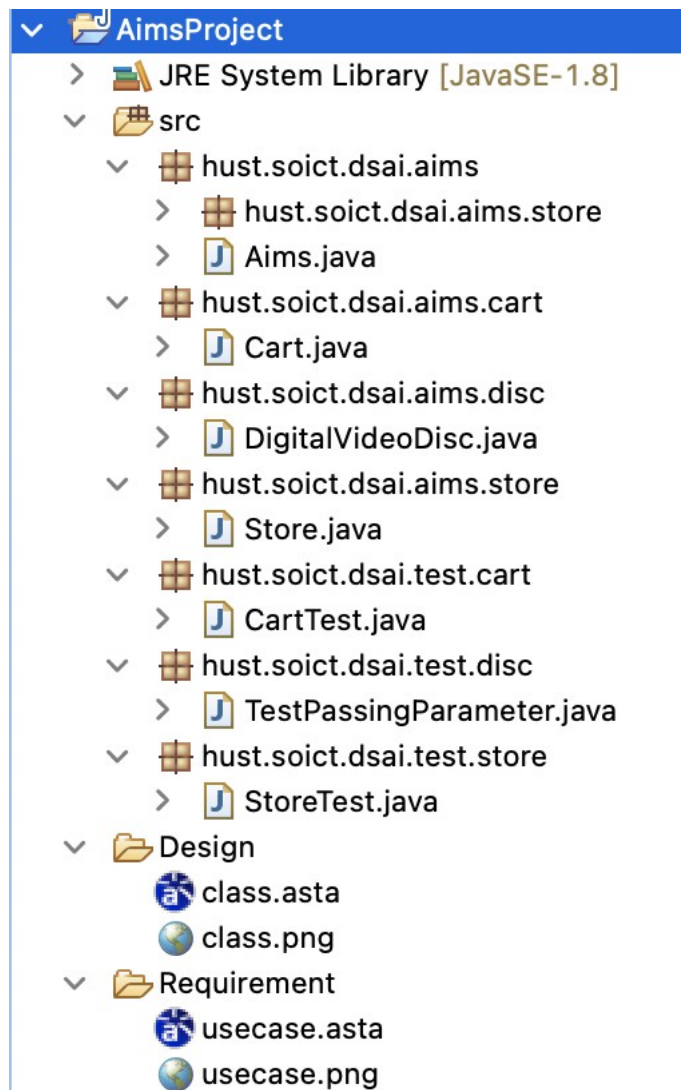 AimsProject
JRE System Library [JavaSE-1.8]
src
hust.soict.dsai.aims
hust.soict.dsai.aims.store
Aims.java
hust.soict.dsai.aims.cart
Cart.java
hust.soict.dsai.aims.disc
DigitalVideoDisc.java
hust.soict.dsai.aims.store
Store.java
hust.soict.dsai.test.cart
CartTest.java
hust.soict.dsai.test.disc
TestPassingParameter.java
hust.soict.dsai.test.store
StoreTest.java
Design
class.asta
class.png
Requirement
usecase.asta
usecase.png